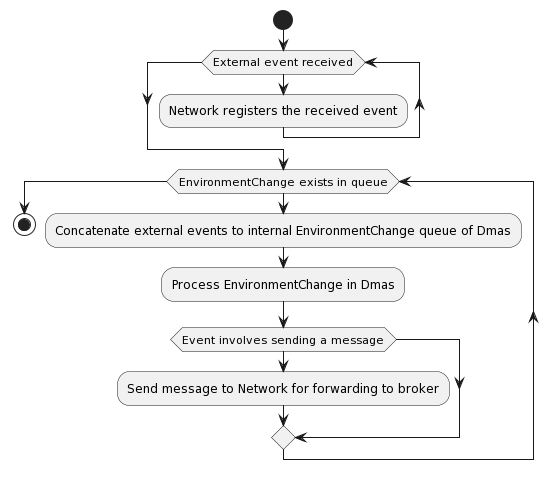 External event received
Network registers the received event
EnvironmentChange exists in queue
Concatenate external events to internal EnvironmentChange queue of Dmas
Process EnvironmentChange in Dmas
Event involves sending a message
Send message to Network for forwarding to broker